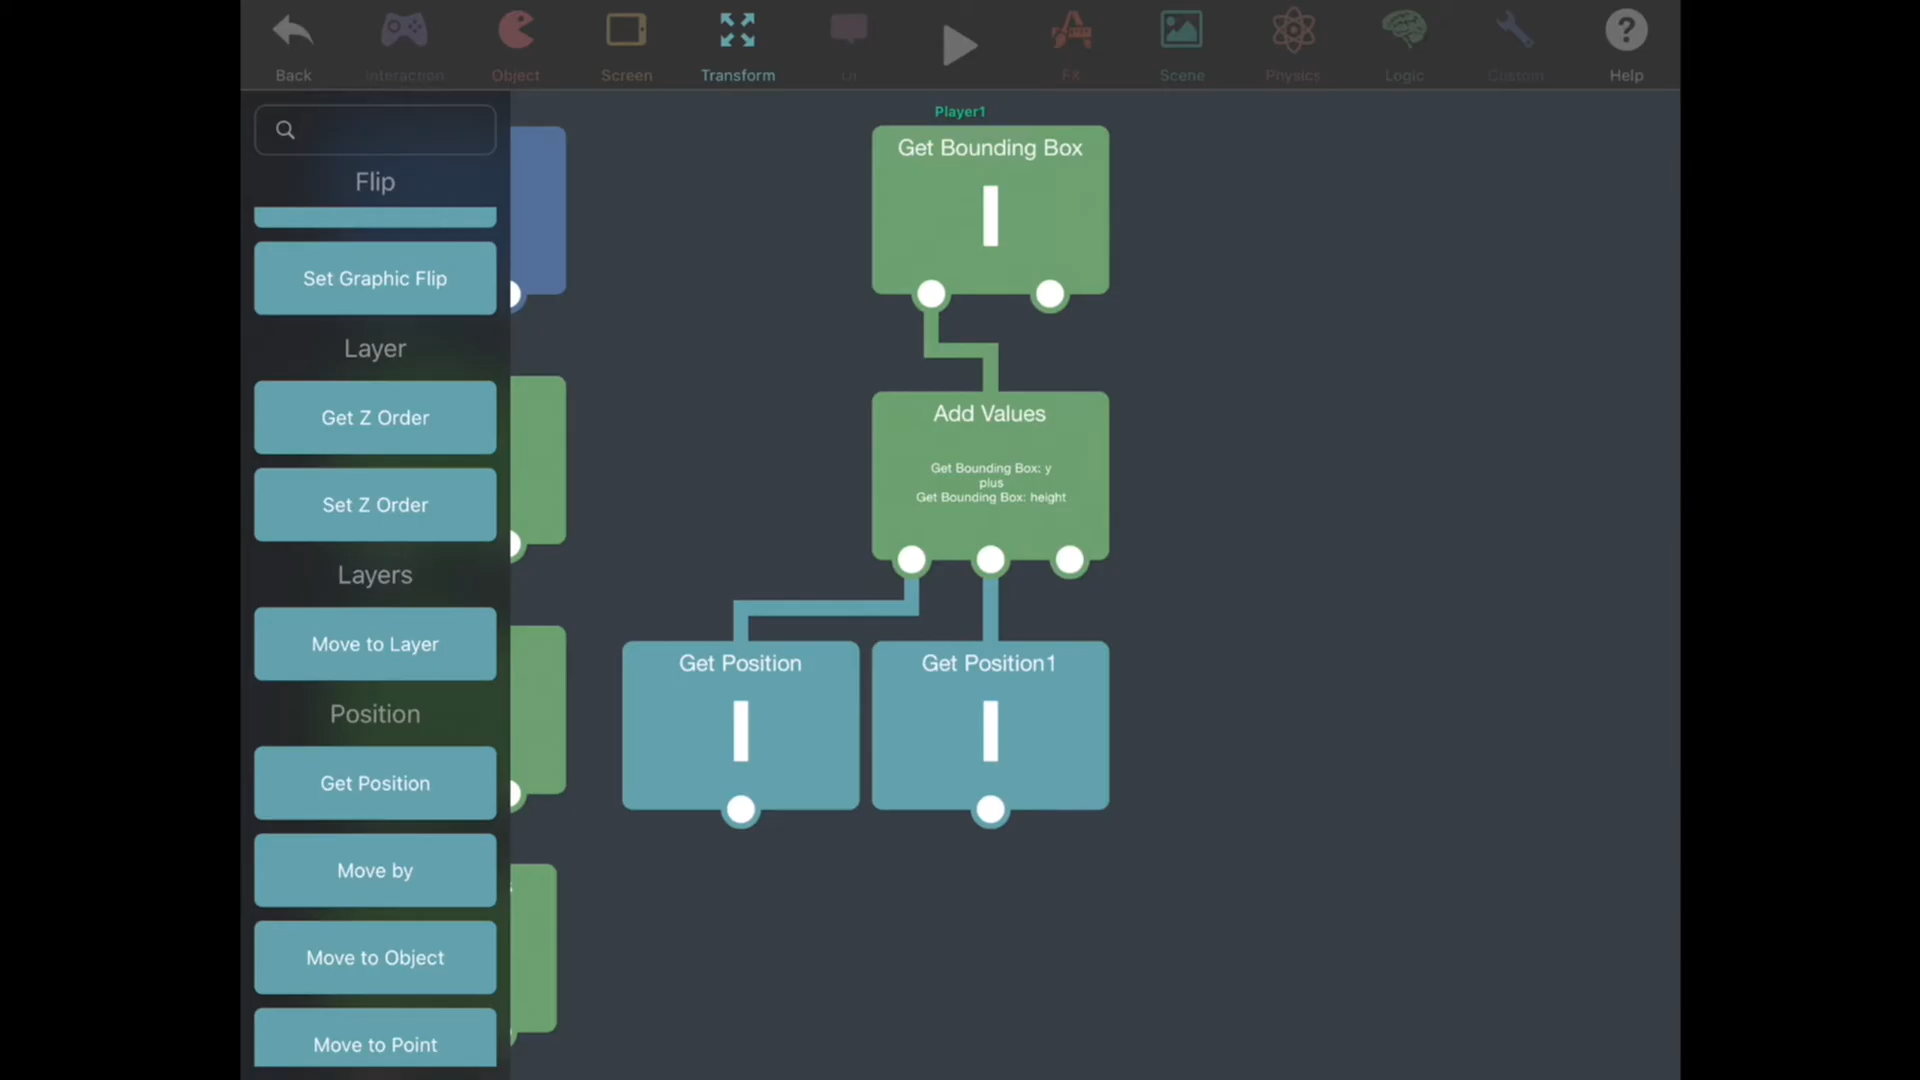 Back
Interaction
Object
Screen
Transform
FX
Scene
Physics
Logic
Custom
Help
Player1
Flip
Set Graphic Flip
Layer
Get Z Order
Set Z Order
Layers
Move to Layer
Position
Get Position
Move by
Move to Object
Move to Point
Get Bounding Box
Add Values
Get Bounding Box: y
plus
Get Bounding Box: height
Get Position
Get Position1